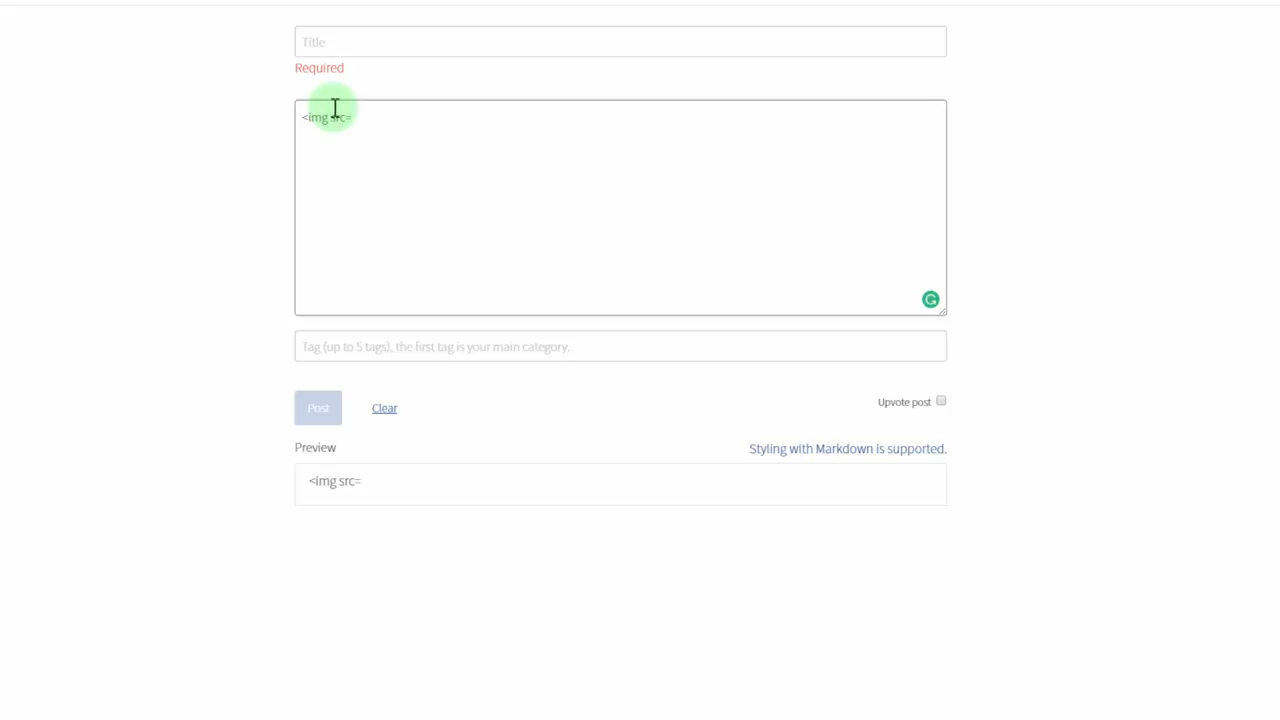 Title
Required
<img src=
Tag (up to 5 tags), the first tag is your main category.
Post Clear Upvote post
Preview Styling with Markdown is supported.
<img src=